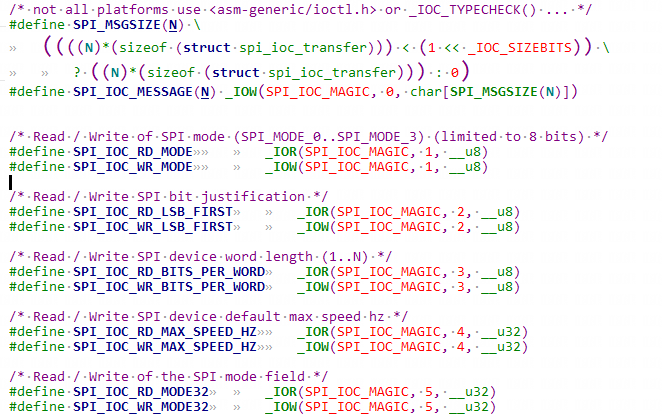 /* not all platforms use <asm-generic/ioctl.h> or _IOC_TYPECHECK() ... */
#define SPI_MSGSIZE(N) \
((((N)*(sizeof (struct spi_ioc_transfer))) < (1 << _IOC_SIZEBITS)) \
? ((N)*(sizeof (struct spi_ioc_transfer))) : 0)
#define SPI_IOC_MESSAGE(N) _IOW(SPI_IOC_MAGIC, 0, char[SPI_MSGSIZE(N)])
/* Read / Write of SPI mode (SPI_MODE_0..SPI_MODE_3) (limited to 8 bits) */
#define SPI_IOC_RD_MODE _IOR(SPI_IOC_MAGIC, 1, __u8)
#define SPI_IOC_WR_MODE _IOW(SPI_IOC_MAGIC, 1, __u8)
/* Read / Write SPI bit justification */
#define SPI_IOC_RD_LSB_FIRST _IOR(SPI_IOC_MAGIC, 2, __u8)
#define SPI_IOC_WR_LSB_FIRST _IOW(SPI_IOC_MAGIC, 2, __u8)
/* Read / Write SPI device word length (1..N) */
#define SPI_IOC_RD_BITS_PER_WORD _IOR(SPI_IOC_MAGIC, 3, __u8)
#define SPI_IOC_WR_BITS_PER_WORD _IOW(SPI_IOC_MAGIC, 3, __u8)
/* Read / Write SPI device default max speed hz */
#define SPI_IOC_RD_MAX_SPEED_HZ _IOR(SPI_IOC_MAGIC, 4, __u32)
#define SPI_IOC_WR_MAX_SPEED_HZ _IOW(SPI_IOC_MAGIC, 4, __u32)
/* Read / Write of the SPI mode field */
#define SPI_IOC_RD_MODE32 _IOR(SPI_IOC_MAGIC, 5, __u32)
#define SPI_IOC_WR_MODE32 _IOW(SPI_IOC_MAGIC, 5, __u32)